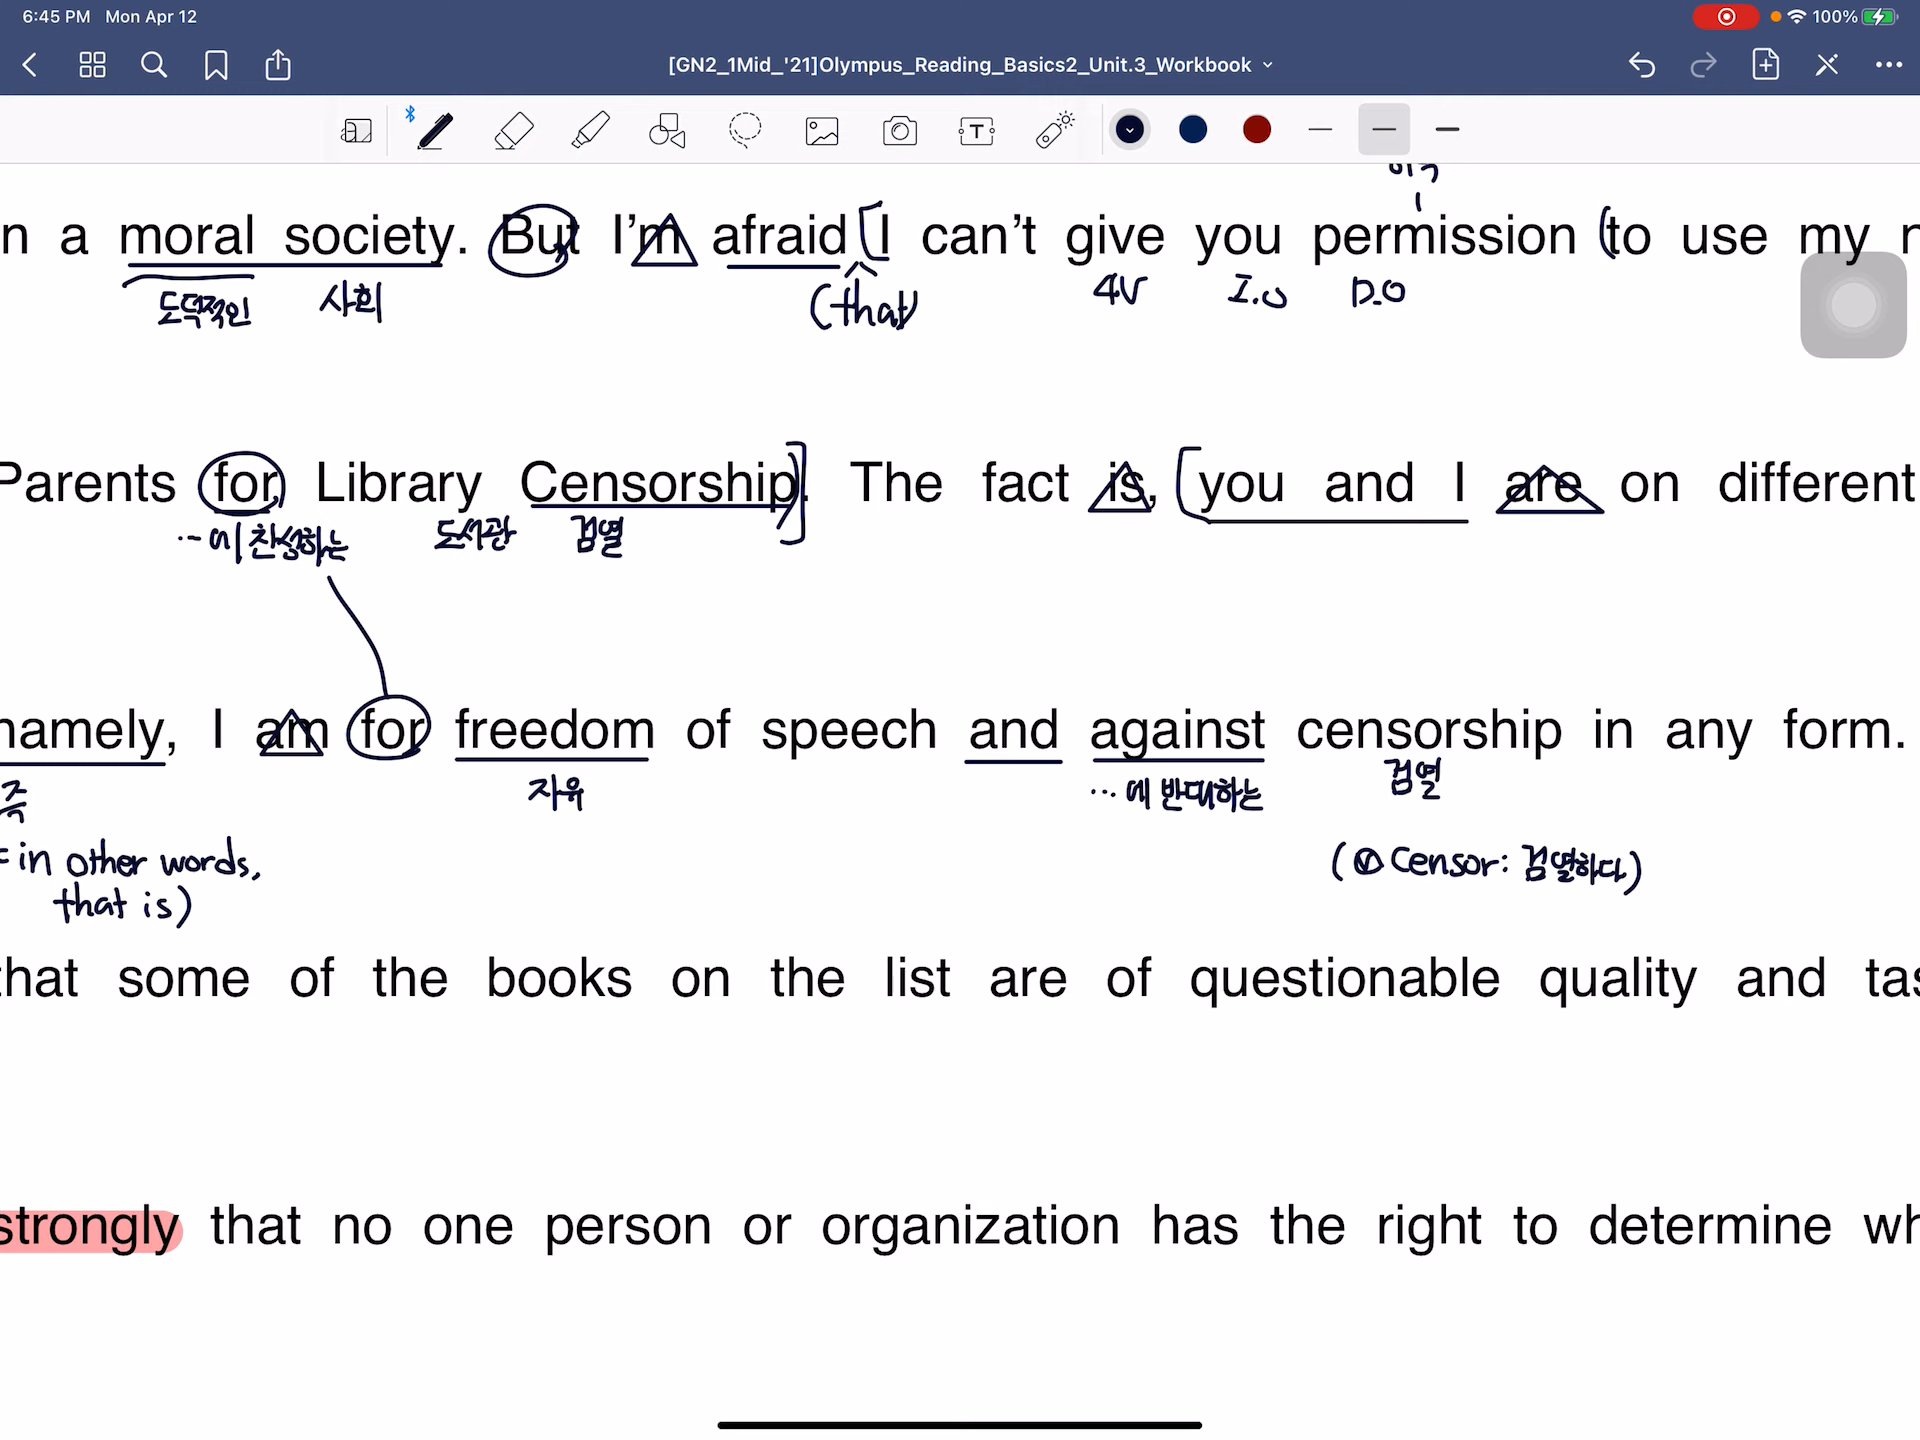 6:45 PM Mon Apr 12
100%
[GN2_1Mid_'21]Olympus_Reading_Basics2_Unit.3_Workbook
T
n a moral society. But I'm afraid [I can't give you permission (to use my n
도덕적인 사회 (that) 4V I.O D.O
Parents for Library Censorship]. The fact is, [you and I are on different
…에 찬성하는 도서관 검열
namely, I am for freedom of speech and against censorship in any form.
즉 자유 …에 반대하는 검열
= in other words, (ⓥ Censor: 검열하다)
that is)
that some of the books on the list are of questionable quality and tas
strongly that no one person or organization has the right to determine wh